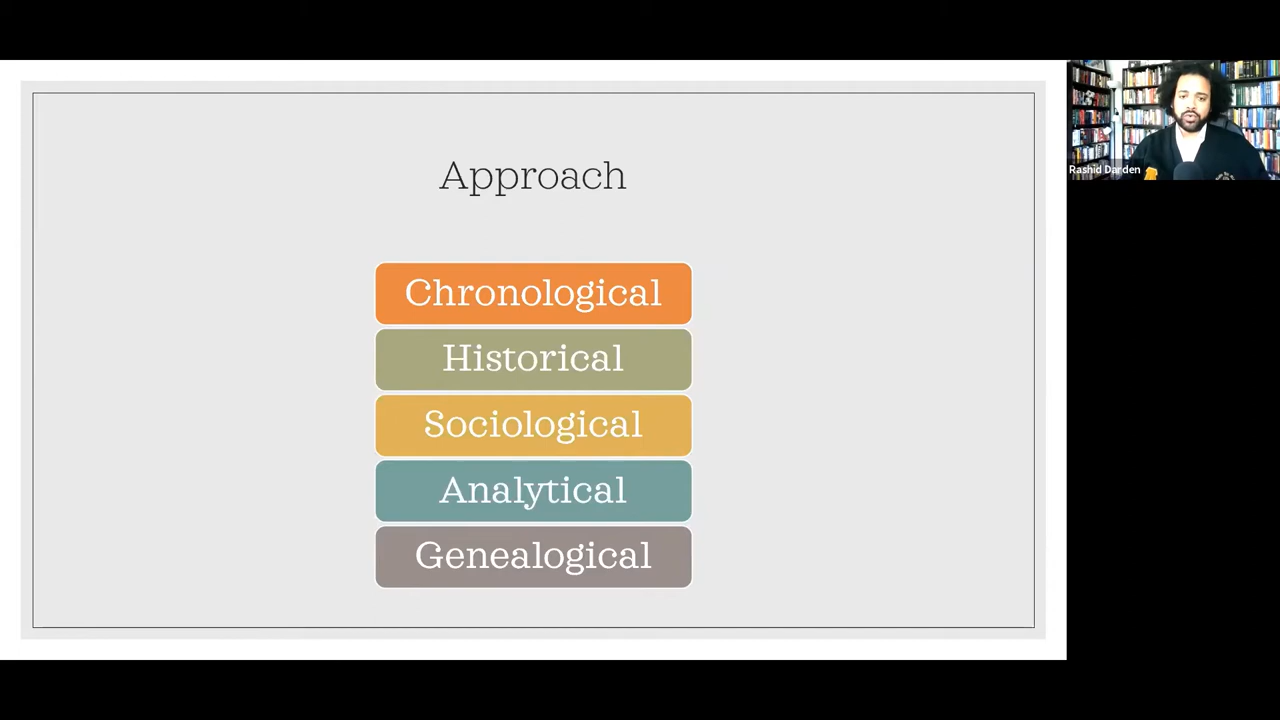 Approach
Chronological
Historical
Sociological
Analytical
Genealogical
Rashid Darden